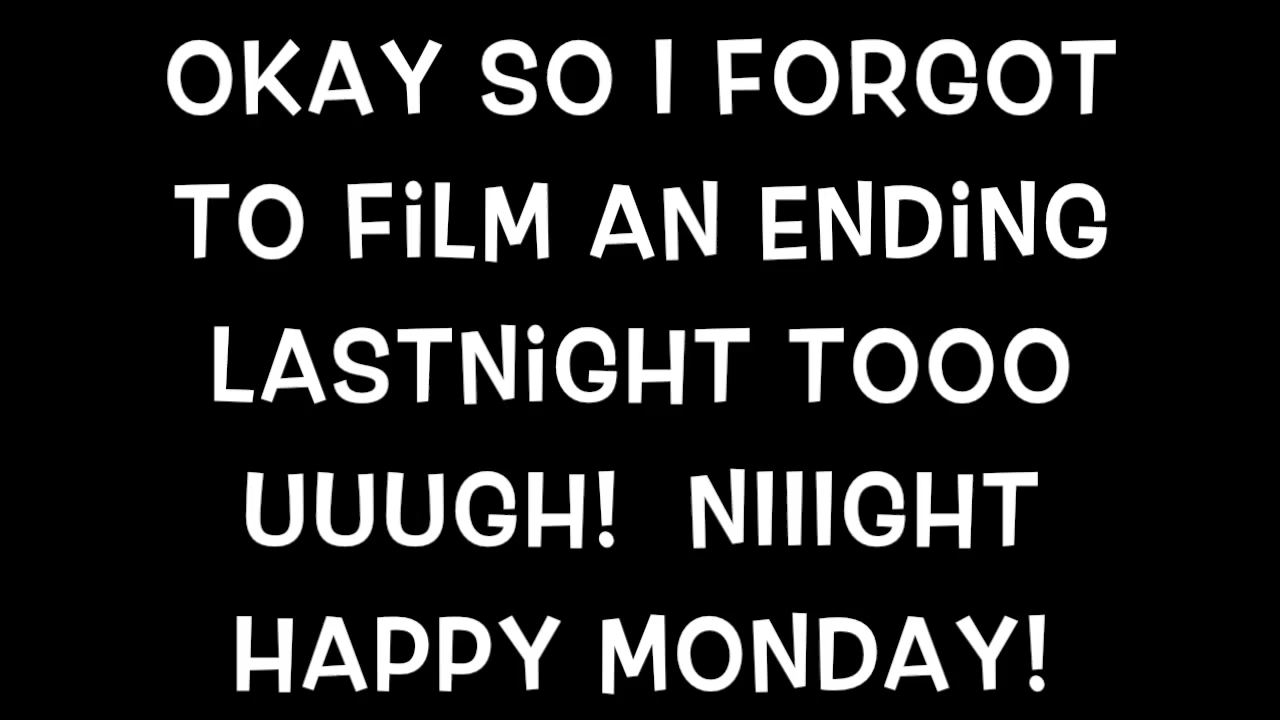 OKAY SO I FORGOT
TO FiLM AN ENDiNG
LASTNiGHT TOOO
UUUGH!  NIIIGHT
HAPPY MONDAY!